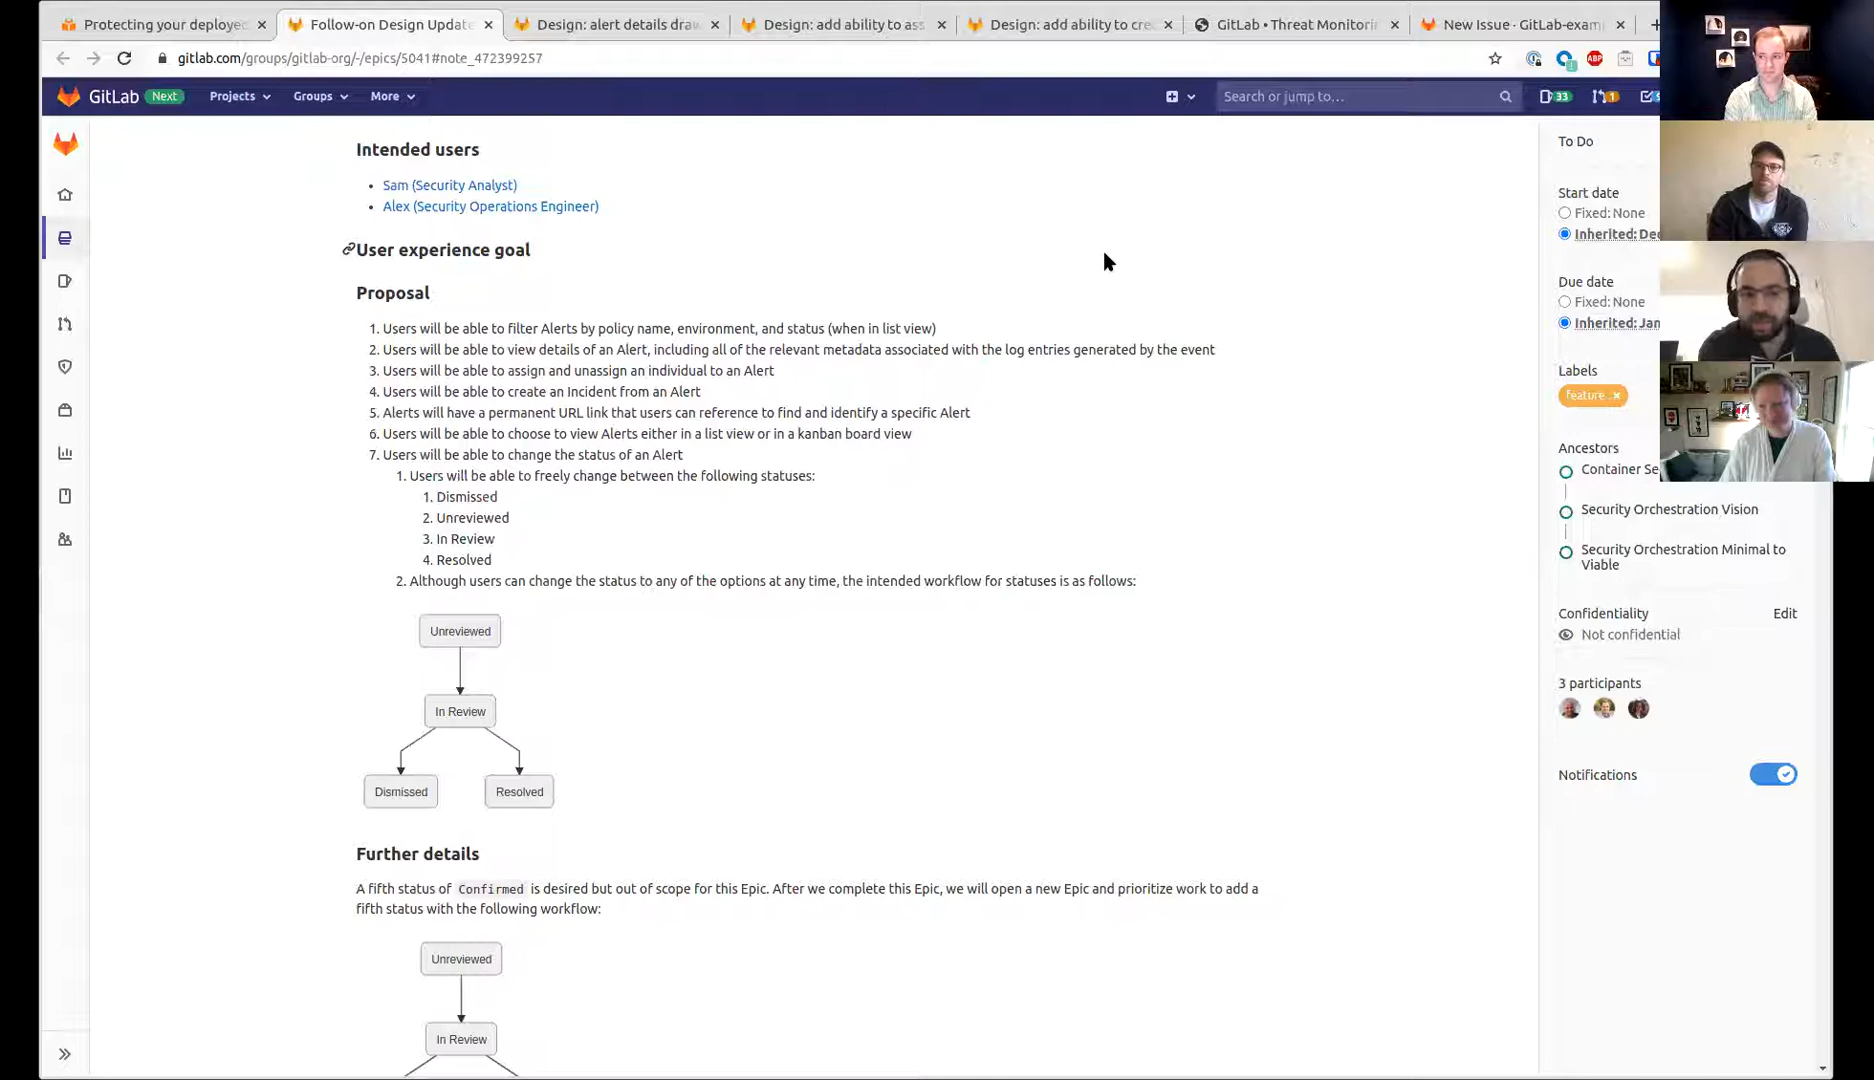 Protecting your deployed
Follow-on Design Update
Design: alert details draw
Design: add ability to ass
Design: add ability to cre
GitLab • Threat Monitorin
New Issue · GitLab-exam
gitlab.com/groups/gitlab-org/-/epics/5041#note_472399257
ABP
GitLab Next Projects Groups More
Search or jump to...
33
1
Intended users
Sam (Security Analyst)
Alex (Security Operations Engineer)
User experience goal
Proposal
1. Users will be able to filter Alerts by policy name, environment, and status (when in list view)
2. Users will be able to view details of an Alert, including all of the relevant metadata associated with the log entries generated by the event
3. Users will be able to assign and unassign an individual to an Alert
4. Users will be able to create an Incident from an Alert
5. Alerts will have a permanent URL link that users can reference to find and identify a specific Alert
6. Users will be able to choose to view Alerts either in a list view or in a kanban board view
7. Users will be able to change the status of an Alert
1. Users will be able to freely change between the following statuses:
1. Dismissed
2. Unreviewed
3. In Review
4. Resolved
2. Although users can change the status to any of the options at any time, the intended workflow for statuses is as follows:
Unreviewed
In Review
Dismissed Resolved
Further details
A fifth status of Confirmed is desired but out of scope for this Epic. After we complete this Epic, we will open a new Epic and prioritize work to add a
fifth status with the following workflow:
Unreviewed
In Review
To Do
Start date
Fixed: None
Inherited: Dec
Due date
Fixed: None
Inherited: Jan
Labels
feature ×
Ancestors
Container Se
Security Orchestration Vision
Security Orchestration Minimal to
Viable
Confidentiality Edit
Not confidential
3 participants
Notifications